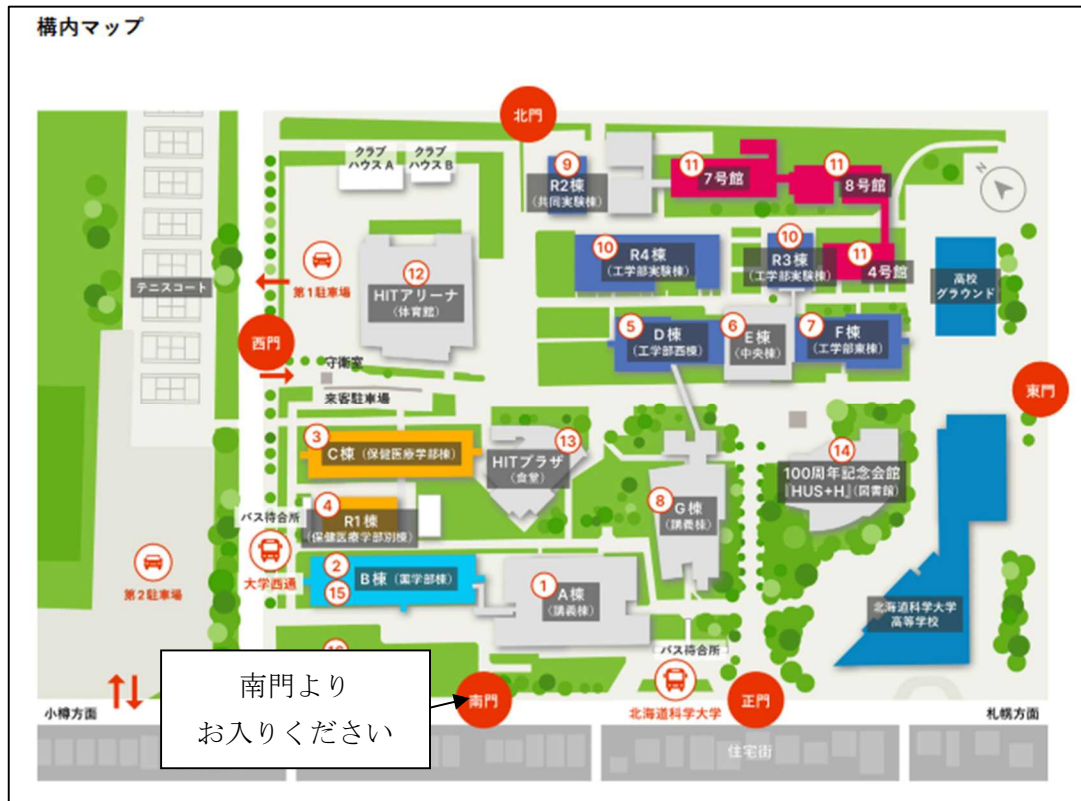 構内マップ
北門
クラブ
ハウスA
クラブ
ハウスB
9
R2棟
(共同実験棟)
11
7号館
11
8号館
N
10
R4棟
(工学部実験棟)
10
R3棟
(工学部実験棟)
11
4号館
高校
グラウンド
テニスコート
第1駐車場
12
HITアリーナ
(体育館)
西門
守衛室
来客駐車場
5
D棟
(工学部西棟)
6
E棟
(中央棟)
7
F棟
(工学部東棟)
東門
3
C棟(保健医療学部棟)
13
HITプラザ
(食堂)
14
100周年記念会館
『HUS+H』(図書館)
8
G棟
(講義棟)
4
R1棟
(保健医療学部別棟)
バス待合所
大学西通
第2駐車場
2
15
B棟(薬学部棟)
1
A棟
(講義棟)
北海道科学大学
高等学校
バス待合所
南門より
お入りください
南門
北海道科学大学
正門
小樽方面
札幌方面
住宅街